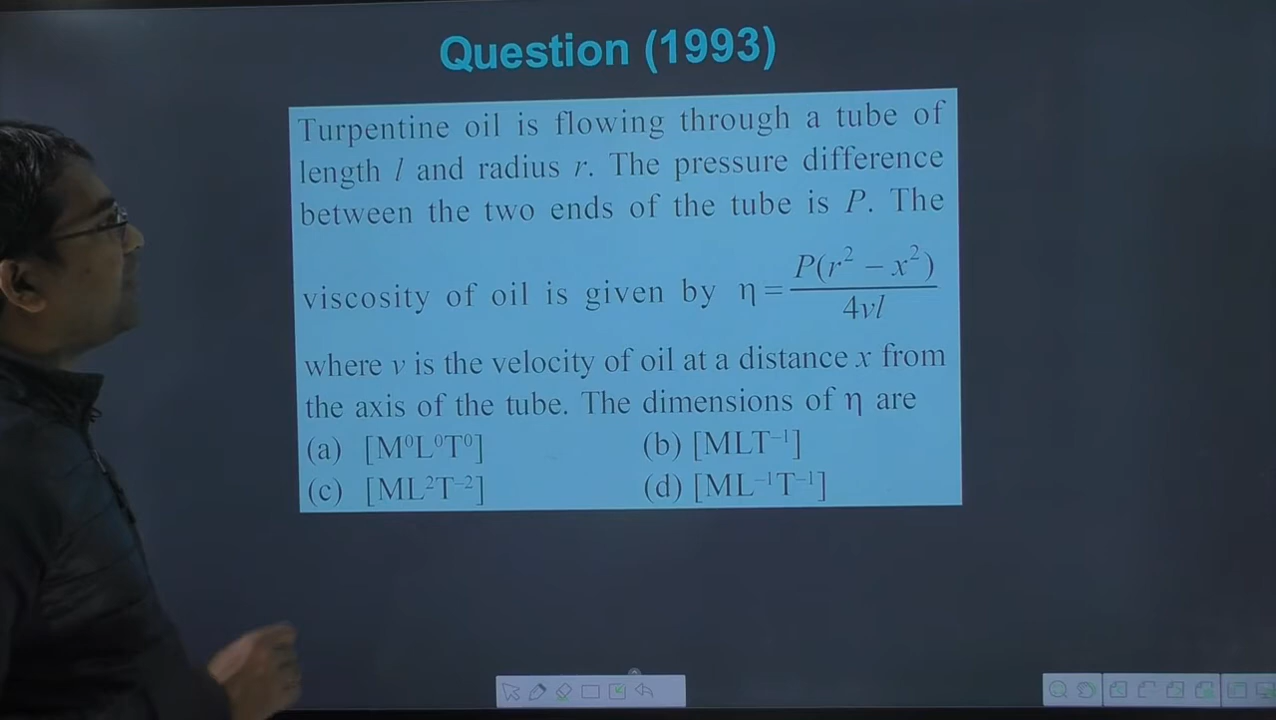 Question (1993)
Turpentine oil is flowing through a tube of
length l and radius r. The pressure difference
between the two ends of the tube is P. The
viscosity of oil is given by η = P(r² – x²) / 4vl
where v is the velocity of oil at a distance x from
the axis of the tube. The dimensions of η are
(a) [M⁰L⁰T⁰] (b) [MLT⁻¹]
(c) [ML²T⁻²] (d) [ML⁻¹T⁻¹]